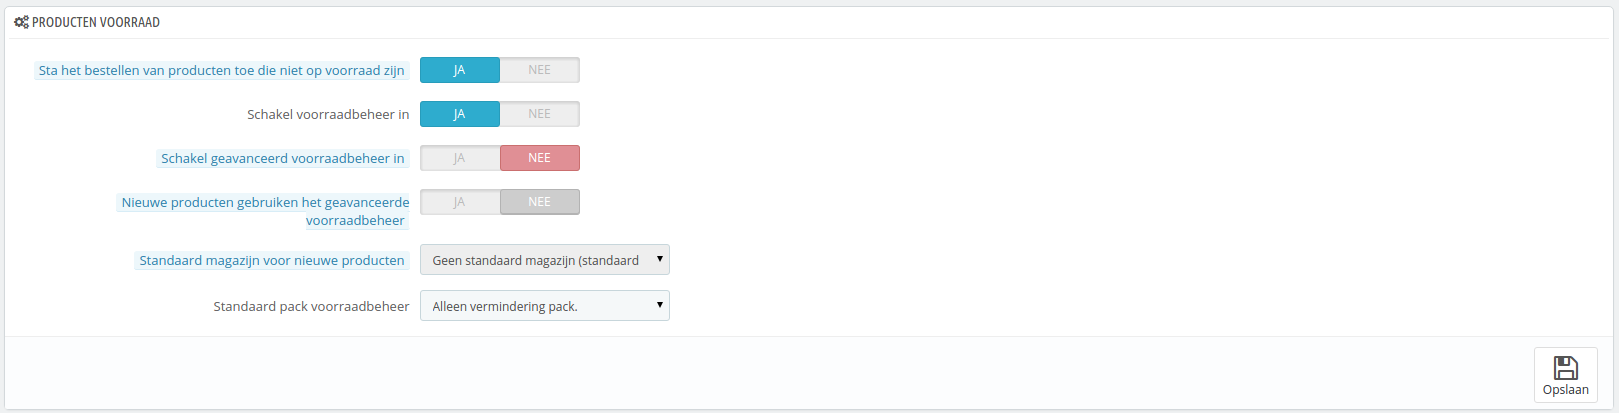 PRODUCTEN VOORRAAD
Sta het bestellen van producten toe die niet op voorraad zijn JA NEE
Schakel voorraadbeheer in JA NEE
Schakel geavanceerd voorraadbeheer in JA NEE
Nieuwe producten gebruiken het geavanceerde JA NEE
voorraadbeheer
Standaard magazijn voor nieuwe producten Geen standaard magazijn (standaard
Standaard pack voorraadbeheer Alleen vermindering pack.
Opslaan